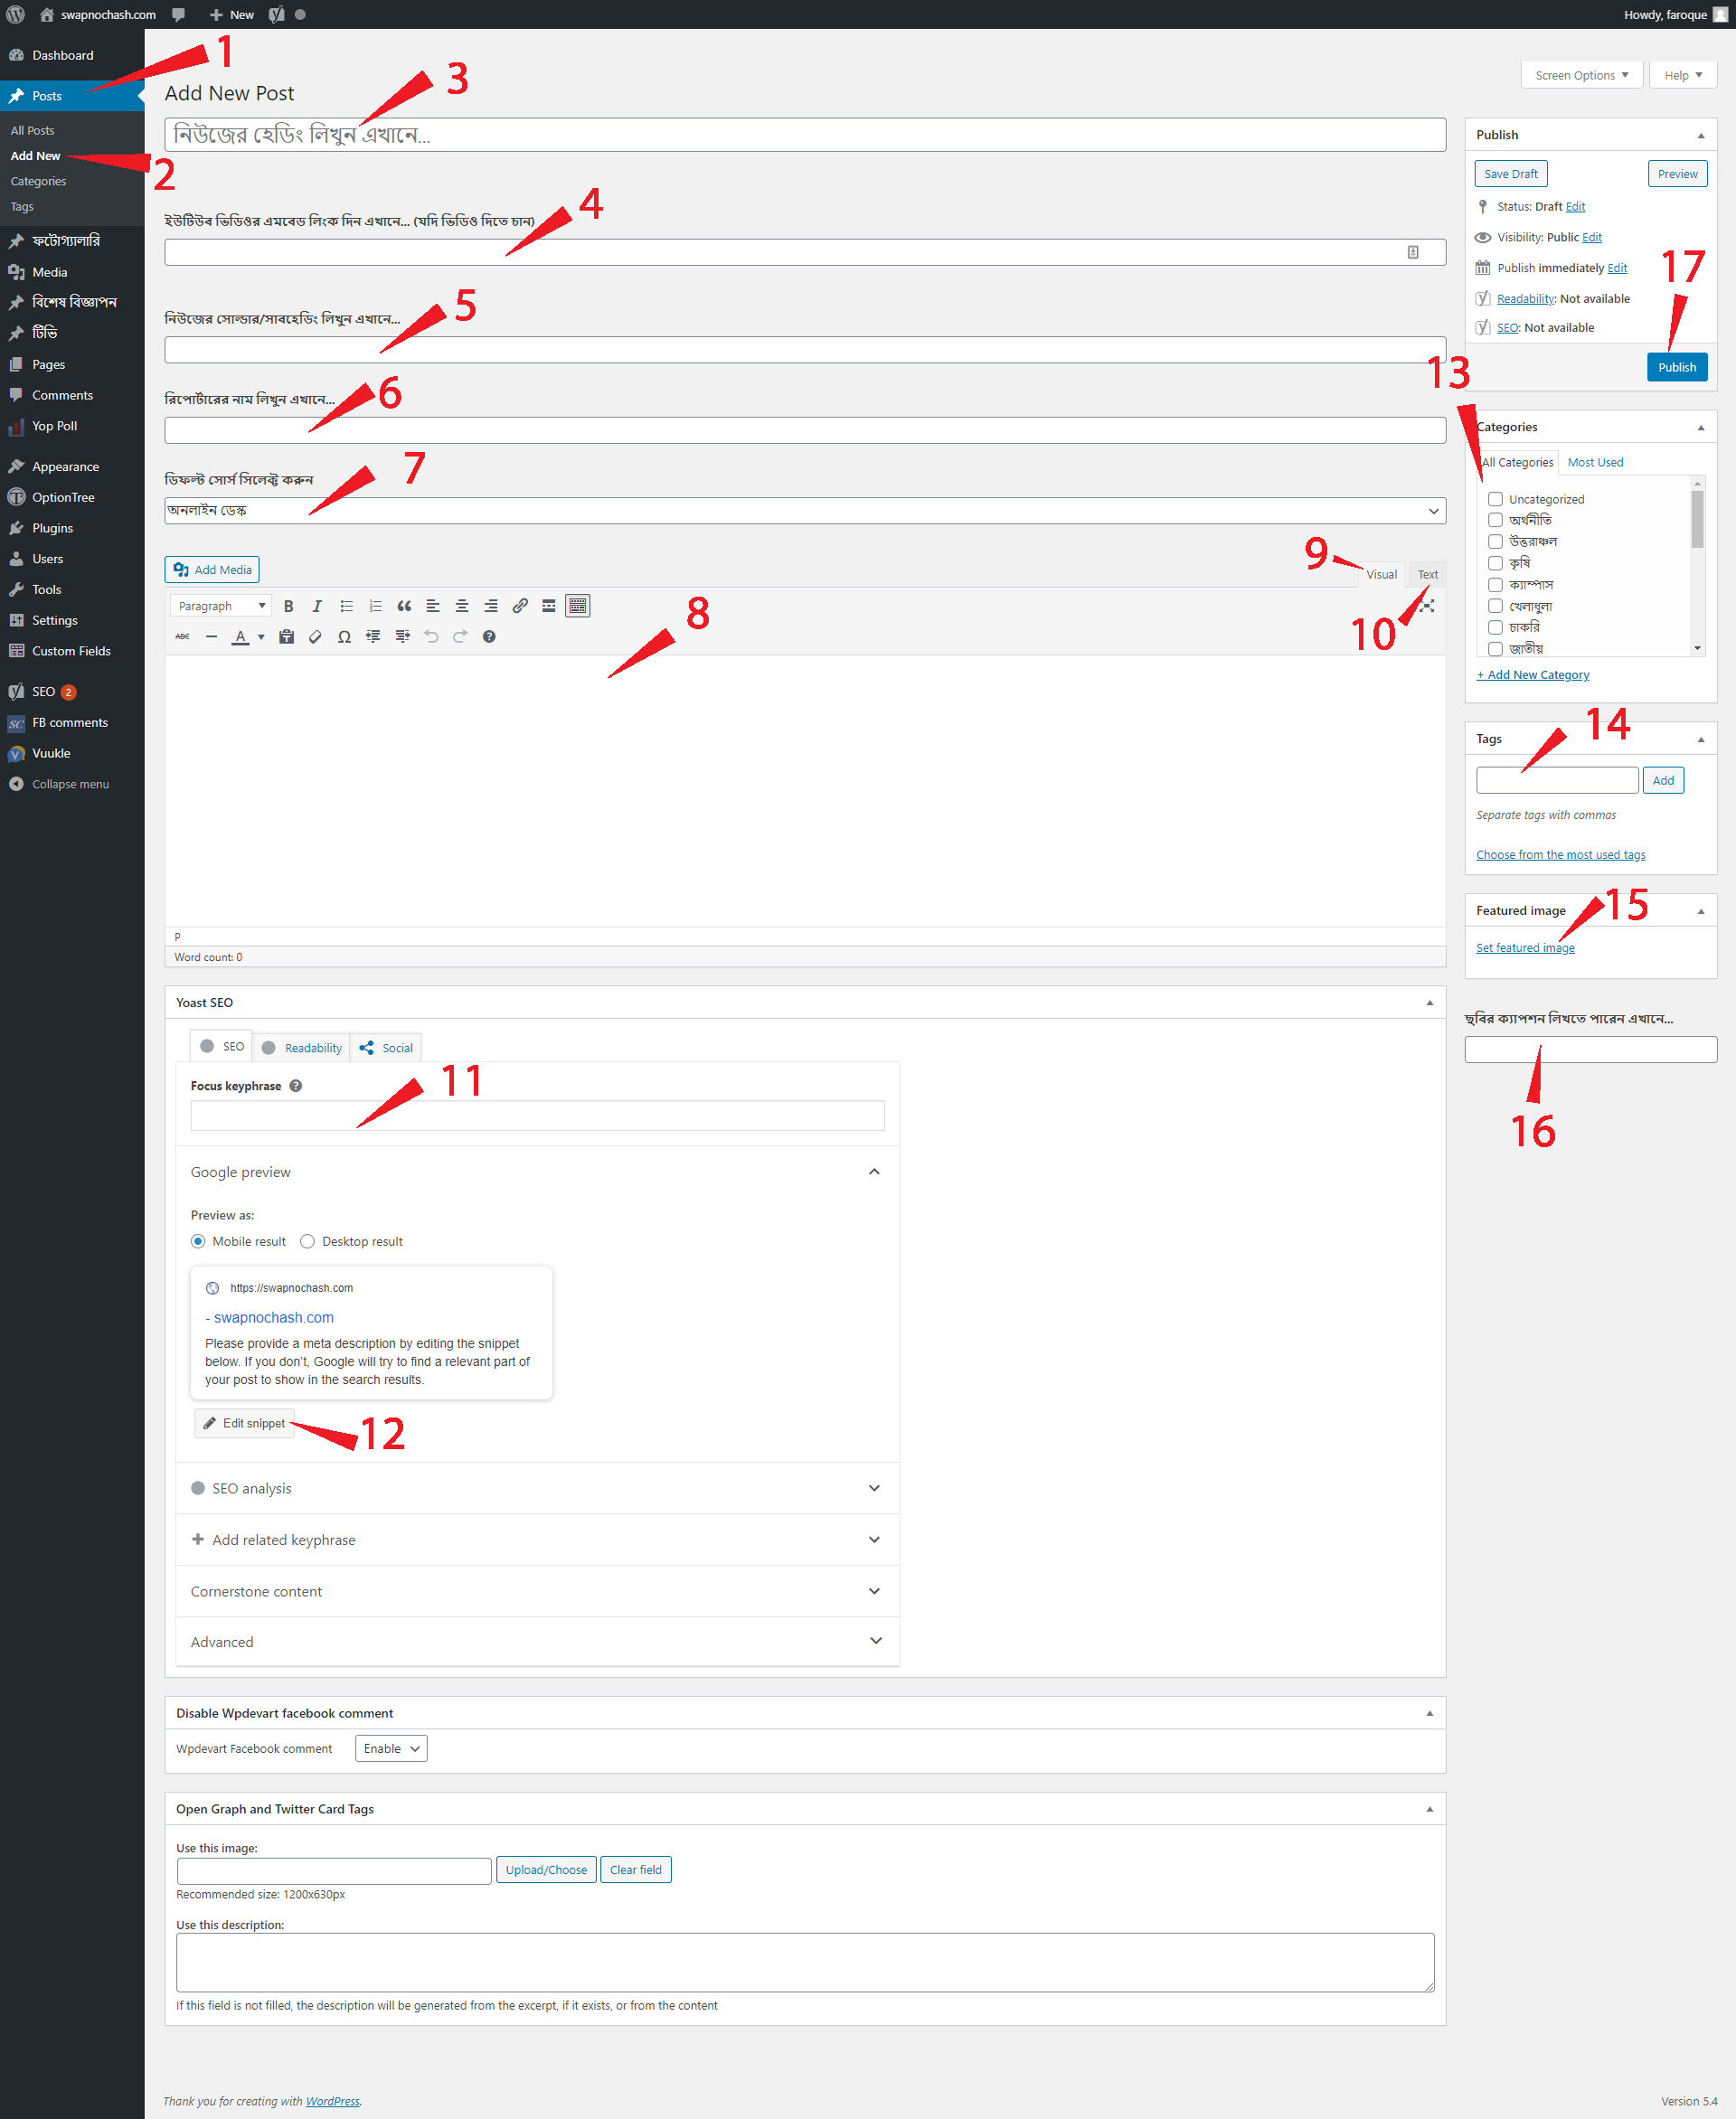 swapnochash.com
New
Howdy, faroque
Dashboard
Posts
All Posts
Add New
Categories
Tags
ফটোগ্যালারি
Media
বিশেষ বিজ্ঞাপন
টিভি
Pages
Comments
Yop Poll
Appearance
OptionTree
Plugins
Users
Tools
Settings
Custom Fields
SEO 2
FB comments
Vuukle
Collapse menu
1
2
Screen Options
Help
Add New Post
3
নিউজের হেডিং লিখুন এখানে...
4
ইউটিউব ভিডিওর এমবেড লিংক দিন এখানে... (যদি ভিডিও দিতে চান)
5
নিউজের সোল্ডার/সাবহেডিং লিখুন এখানে...
6
রিপোর্টারের নাম লিখুন এখানে...
7
ডিফল্ট সোর্স সিলেক্ট করুন
অনলাইন ডেস্ক
Add Media
9
Visual
Text
10
Paragraph
B I
ABC
A
Ω
8
p
Word count: 0
Yoast SEO
SEO
Readability
Social
11
Focus keyphrase
Google preview
Preview as:
Mobile result
Desktop result
https://swapnochash.com
- swapnochash.com
Please provide a meta description by editing the snippet
below. If you don’t, Google will try to find a relevant part of
your post to show in the search results.
Edit snippet
12
SEO analysis
Add related keyphrase
Cornerstone content
Advanced
Disable Wpdevart facebook comment
Wpdevart Facebook comment
Enable
Open Graph and Twitter Card Tags
Use this image:
Upload/Choose
Clear field
Recommended size: 1200x630px
Use this description:
If this field is not filled, the description will be generated from the excerpt, if it exists, or from the content
Publish
Save Draft
Preview
Status: Draft Edit
Visibility: Public Edit
Publish immediately Edit
17
Readability: Not available
SEO: Not available
Publish
13
Categories
All Categories
Most Used
Uncategorized
অর্থনীতি
উত্তরাঞ্চল
কৃষি
ক্যাম্পাস
খেলাধুলা
চাকরি
জাতীয়
+ Add New Category
14
Tags
Add
Separate tags with commas
Choose from the most used tags
15
Featured image
Set featured image
ছবির ক্যাপশন লিখতে পারেন এখানে...
16
Thank you for creating with WordPress.
Version 5.4